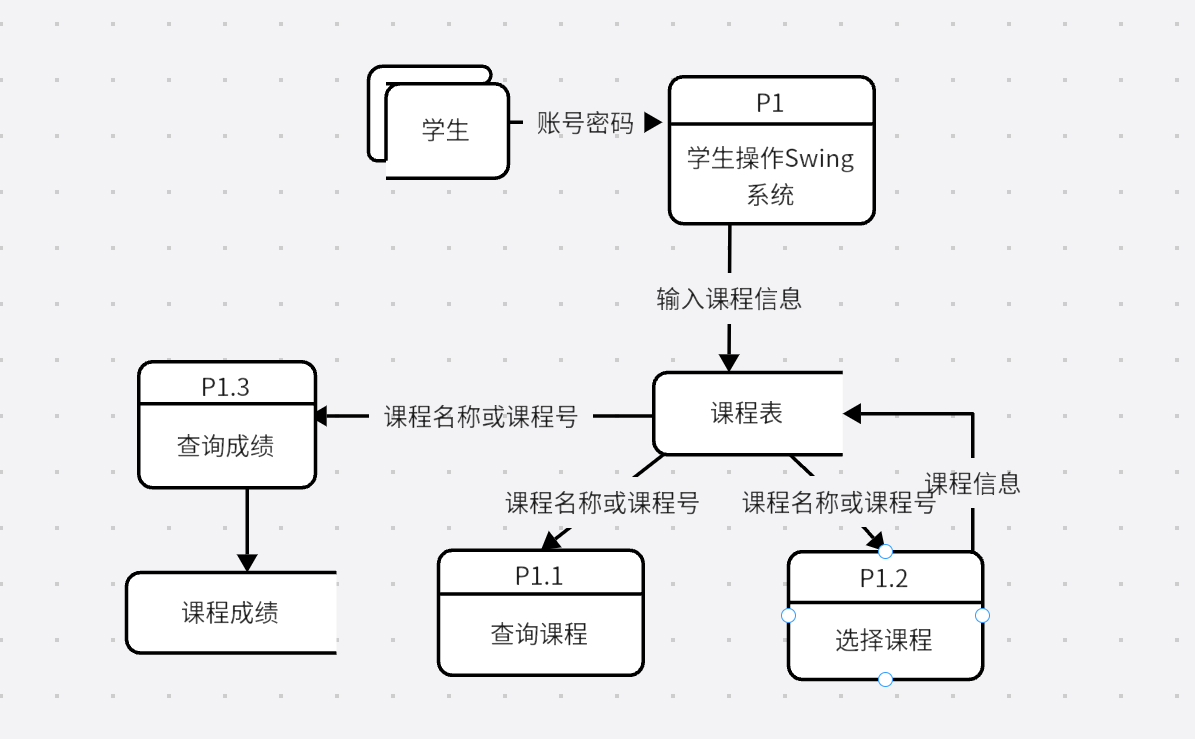 学生
账号密码
P1
学生操作Swing
系统
输入课程信息
P1.3
查询成绩
课程名称或课程号
课程表
课程信息
课程名称或课程号
课程名称或课程号
P1.1
查询课程
P1.2
选择课程
课程成绩